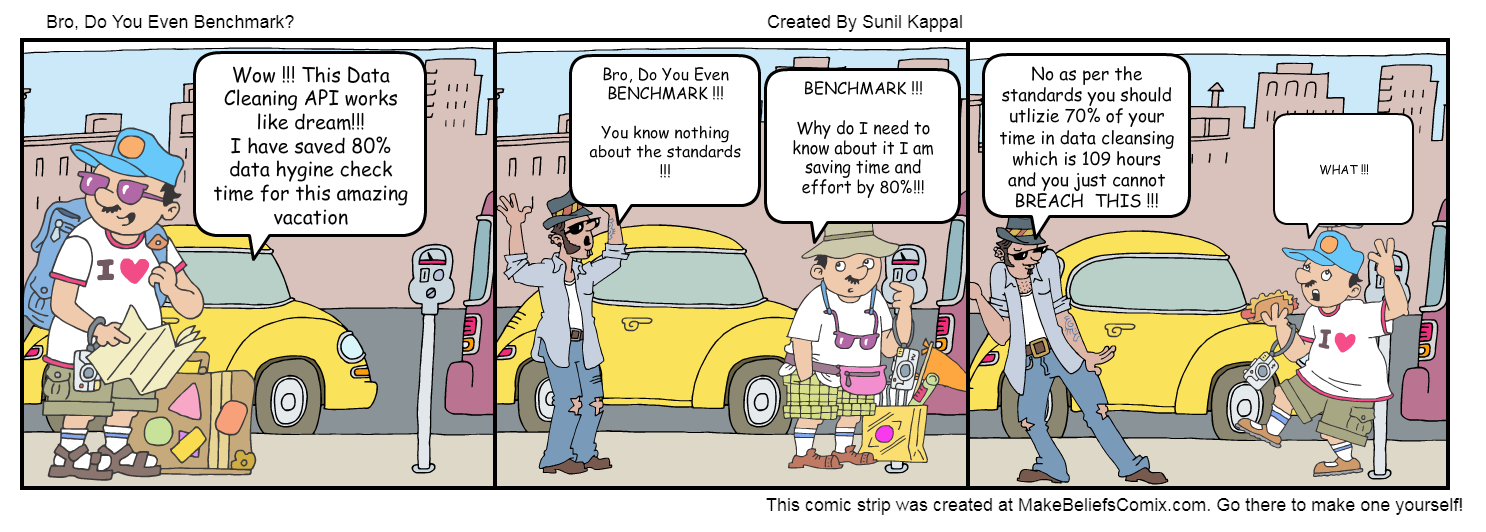 Bro, Do You Even Benchmark?
Created By Sunil Kappal
Wow !!! This Data
Cleaning API works
like dream!!!
I have saved 80%
data hygine check
time for this amazing
vacation
I
Bro, Do You Even
BENCHMARK !!!
You know nothing
about the standards
!!!
BENCHMARK !!!
Why do I need to
know about it I am
saving time and
effort by 80%!!!
No as per the
standards you should
utlizie 70% of your
time in data cleansing
which is 109 hours
and you just cannot
BREACH THIS !!!
WHAT !!!
I
This comic strip was created at MakeBeliefsComix.com. Go there to make one yourself!